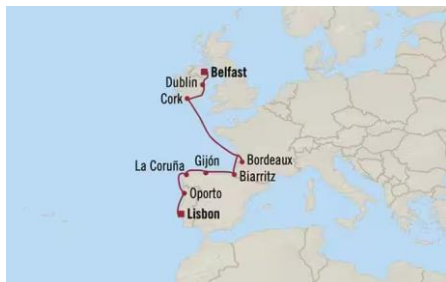 Belfast
Dublin
Cork
Bordeaux
Gijón
La Coruña
Biarritz
Oporto
Lisbon